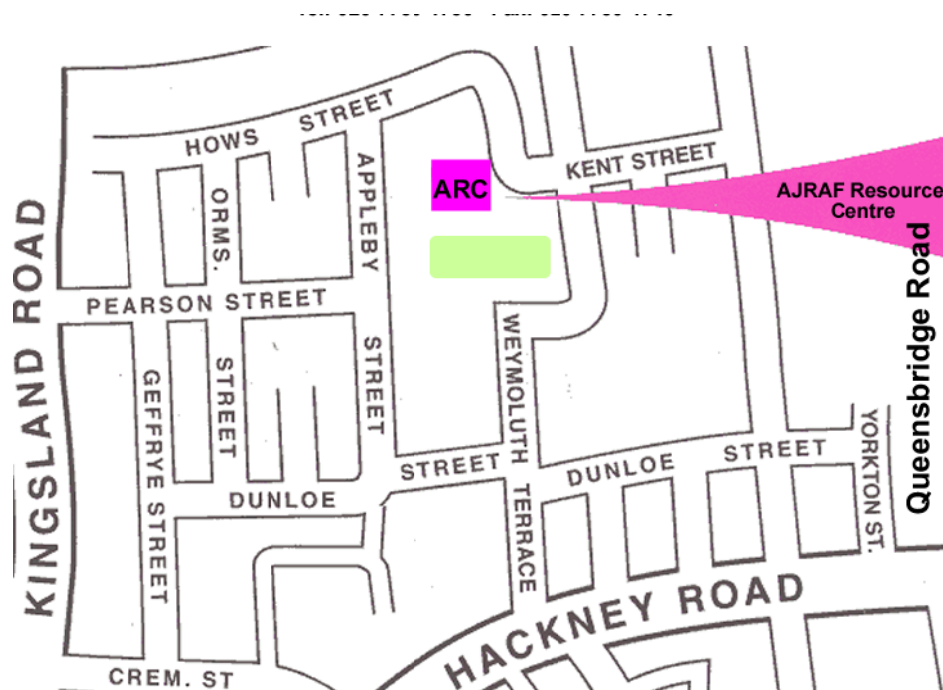 HOWS STREET
KENT STREET
ARC
AJRAF Resource
Centre
APPLEBY
STREET
ORMS.
STREET
PEARSON STREET
KINGSLAND ROAD
GEFFRYE STREET
WEYMOLUTH TERRACE
Queensbridge Road
YORKTON ST.
DUNLOE
STREET
DUNLOE STREET
HACKNEY ROAD
CREM. ST